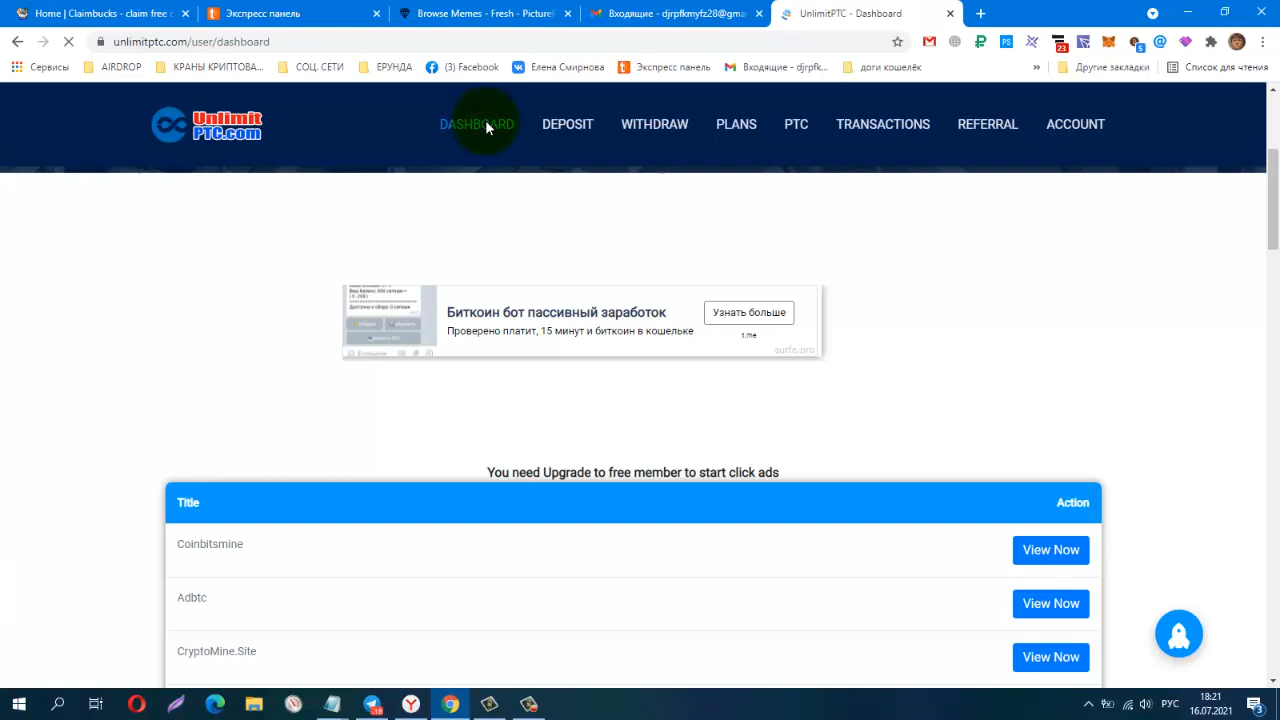 Home | Claimbucks - claim free c
Экспресс панель
Browse Memes - Fresh - Picture
Входящие - djrpfkmyfz28@gma
UnlimitPTC - Dashboard
unlimitptc.com/user/dashboard
23
5
Сервисы
AIRDROP
КРАНЫ КРИПТОВА...
СОЦ. СЕТИ
ЕРУНДА
(3) Facebook
Елена Смирнова
Экспресс панель
Входящие - djrpfk...
доги кошелёк
»
Другие закладки
Список для чтения
Unlimit
PTC.com
DASHBOARD
DEPOSIT
WITHDRAW
PLANS
PTC
TRANSACTIONS
REFERRAL
ACCOUNT
Биткоин бот пассивный заработок
Проверено платит, 15 минут и биткоин в кошельке
Узнать больше
t.me
surfe.pro
You need Upgrade to free member to start click ads
Title
Action
Coinbitsmine
View Now
Adbtc
View Now
CryptoMine.Site
View Now
18
РУС
18:21
16.07.2021
3